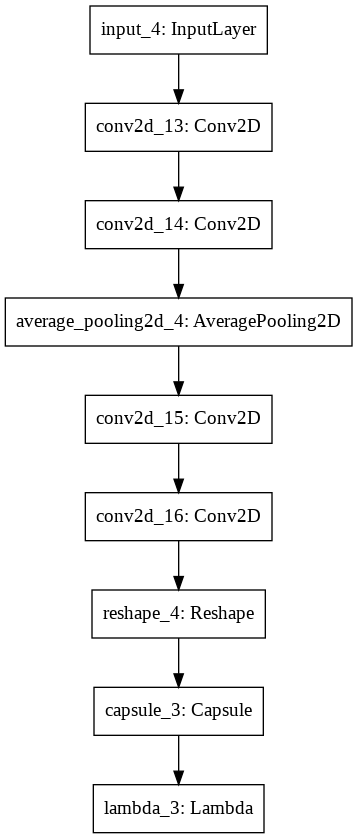 input_4: InputLayer
conv2d_13: Conv2D
conv2d_14: Conv2D
average_pooling2d_4: AveragePooling2D
conv2d_15: Conv2D
conv2d_16: Conv2D
reshape_4: Reshape
capsule_3: Capsule
lambda_3: Lambda